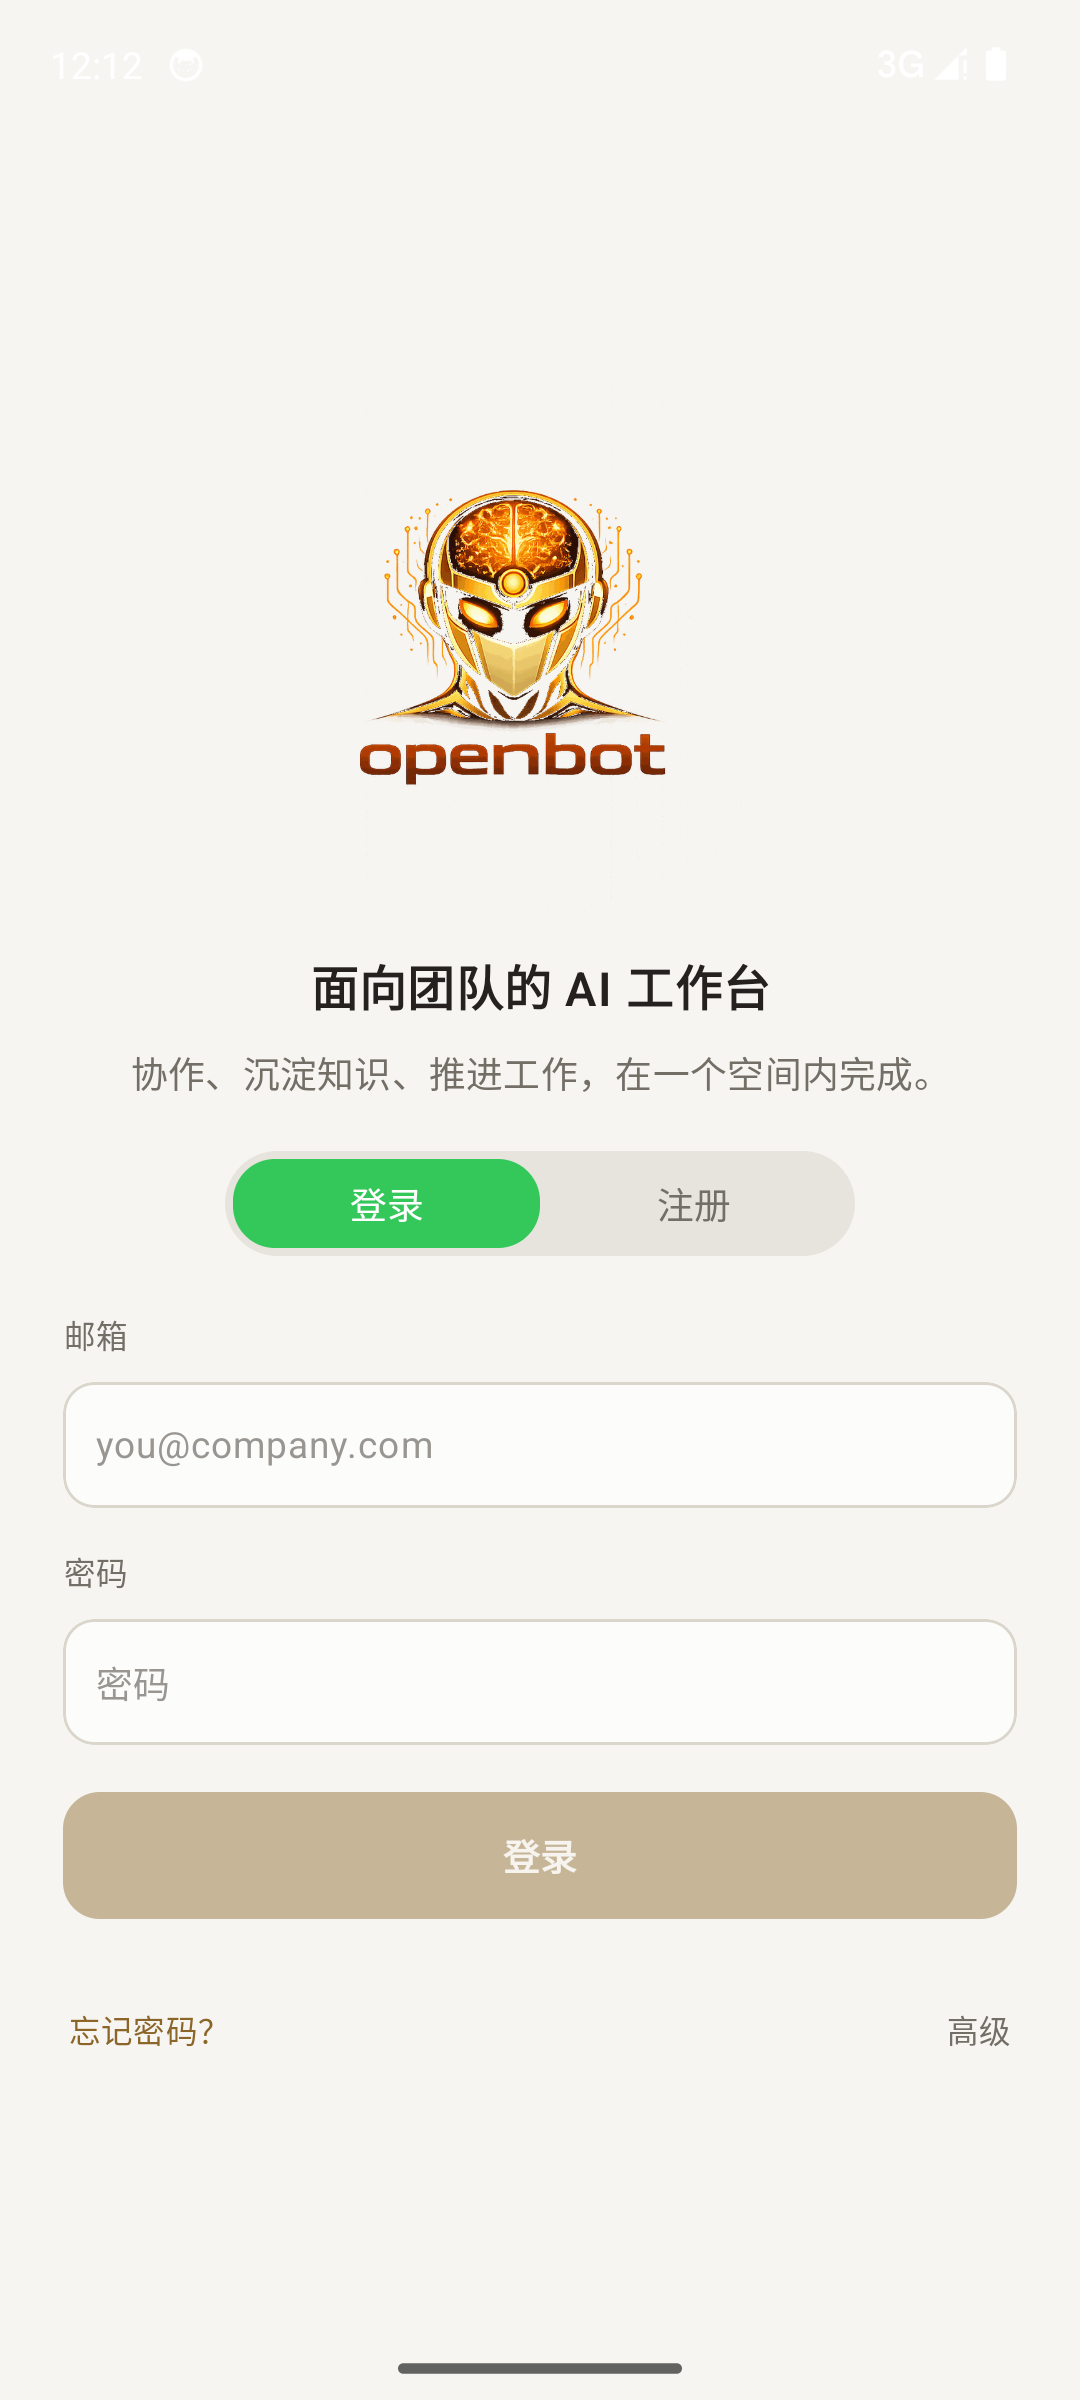 12:12
3G
openbot
面向团队的 AI 工作台
协作、沉淀知识、推进工作，在一个空间内完成。
登录 注册
邮箱
you@company.com
密码
密码
登录
忘记密码? 高级